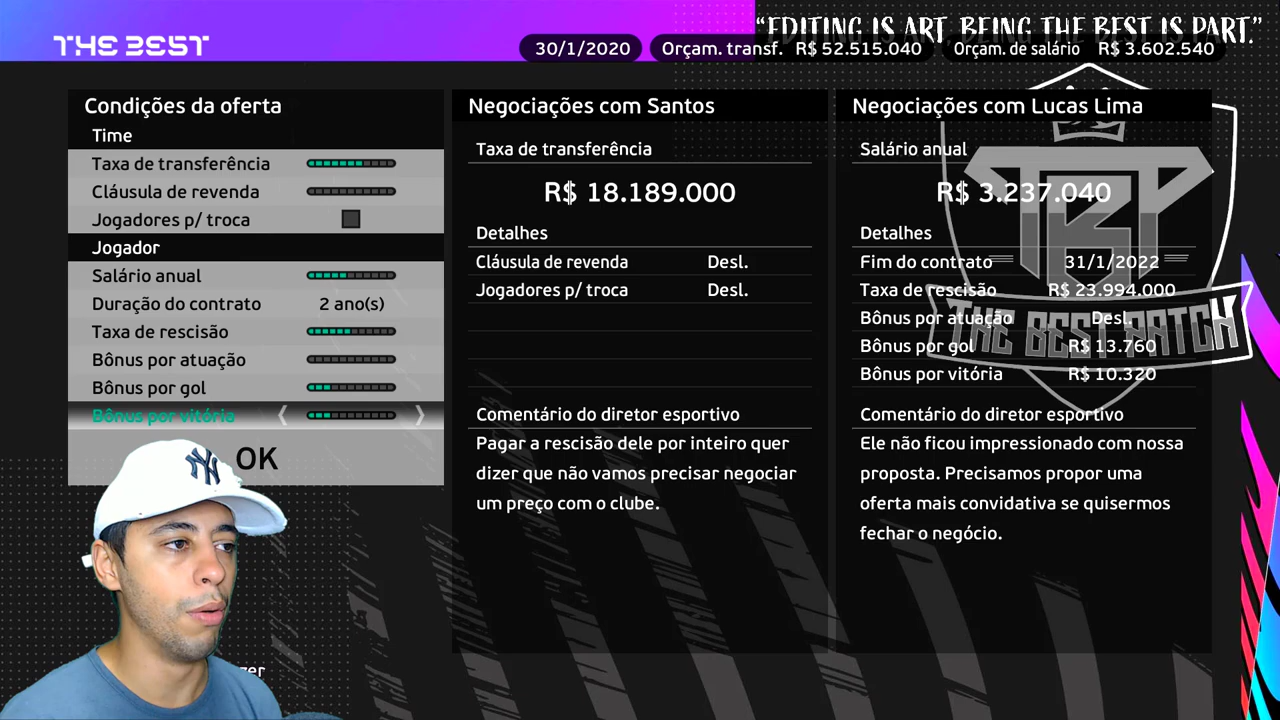 THE BEST
"EDITING IS ART, BEING THE BEST IS PART."
30/1/2020 Orçam. transf. R$ 52.515.040 Orçam. de salário R$ 3.602.540
Condições da oferta
Time
Taxa de transferência
Cláusula de revenda
Jogadores p/ troca
Jogador
Salário anual
Duração do contrato 2 ano(s)
Taxa de rescisão
Bônus por atuação
Bônus por gol
Bônus por vitória
OK
NY
Negociações com Santos
Taxa de transferência
R$ 18.189.000
Detalhes
Cláusula de revenda Desl.
Jogadores p/ troca Desl.
Comentário do diretor esportivo
Pagar a rescisão dele por inteiro quer
dizer que não vamos precisar negociar
um preço com o clube.
Negociações com Lucas Lima
Salário anual
R$ 3.237.040
Detalhes
Fim do contrato 31/1/2022
Taxa de rescisão R$ 23.994.000
Bônus por atuação Desl.
Bônus por gol R$ 13.760
Bônus por vitória R$ 10.320
Comentário do diretor esportivo
Ele não ficou impressionado com nossa
proposta. Precisamos propor uma
oferta mais convidativa se quisermos
fechar o negócio.
TBP
THE BEST PATCH